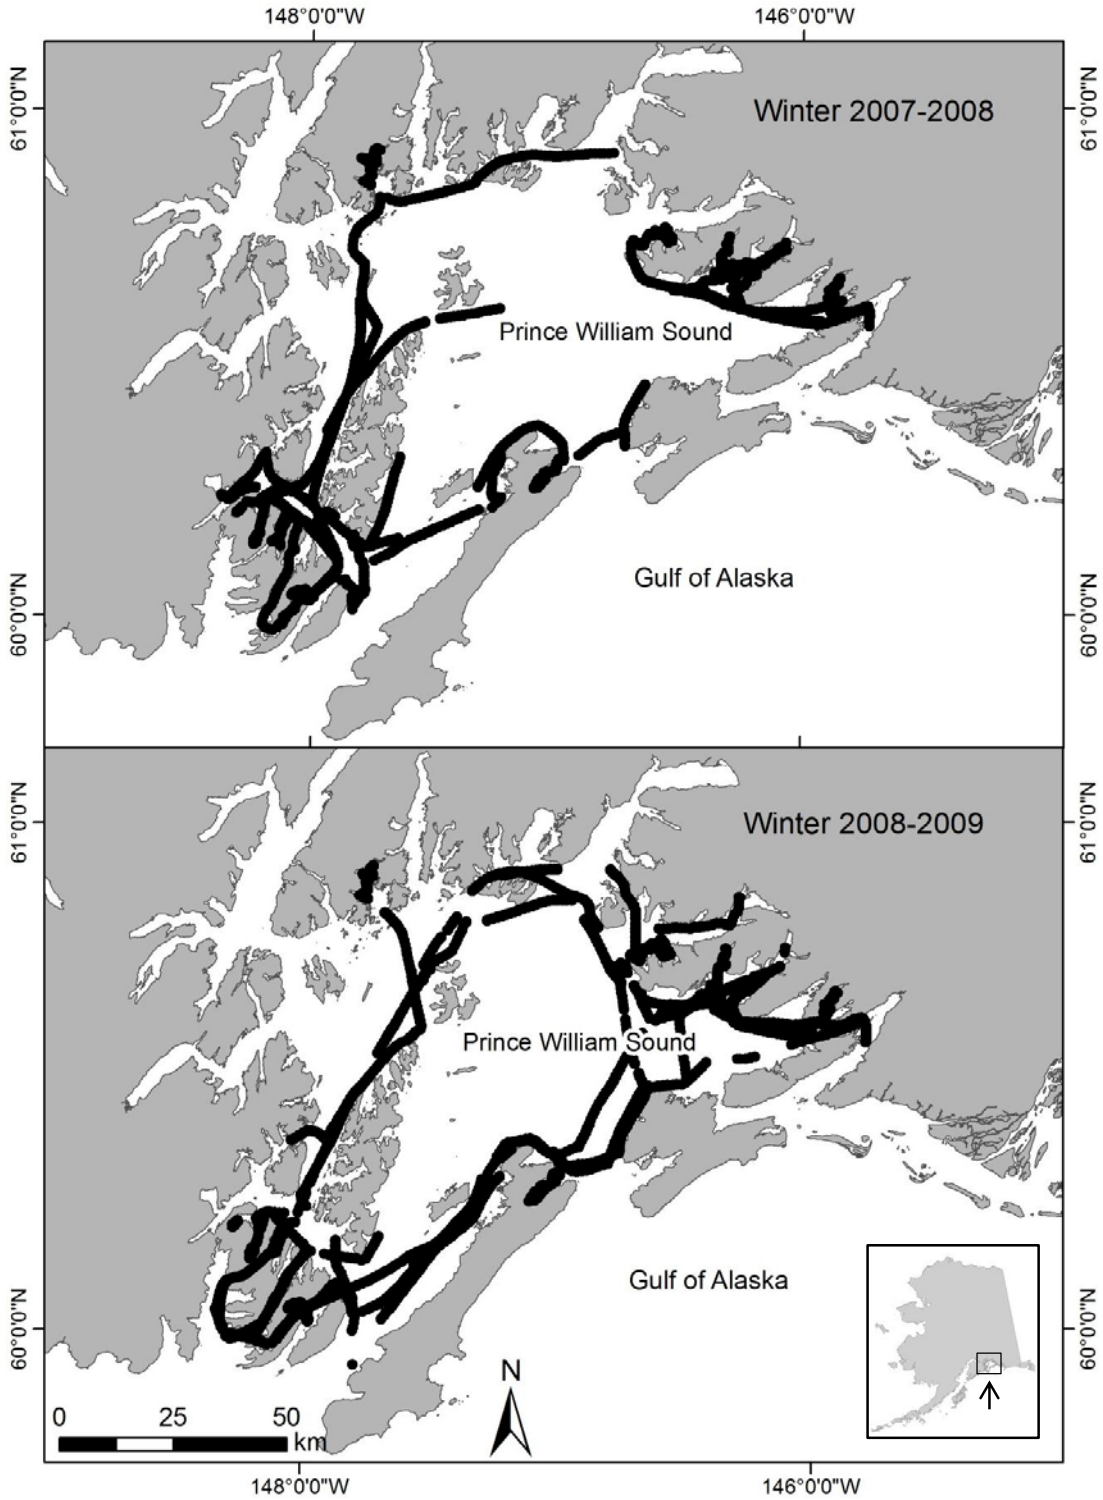 148°0'0"W 146°0'0"W
61°0'0"N 61°0'0"N
Winter 2007-2008
Prince William Sound
Gulf of Alaska
60°0'0"N 60°0'0"N
61°0'0"N 61°0'0"N
Winter 2008-2009
Prince William Sound
Gulf of Alaska
60°0'0"N 60°0'0"N
N
0 25 50
km
148°0'0"W 146°0'0"W